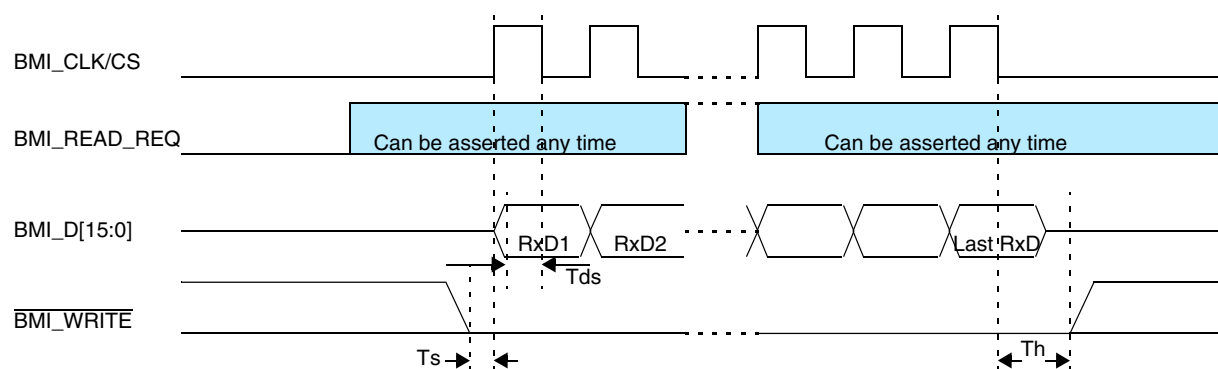 BMI_CLK/CS
BMI_READ_REQ
Can be asserted any time
Can be asserted any time
BMI_D[15:0]
RxD1
RxD2
Last RxD
Tds
BMI_WRITE
Ts
Th